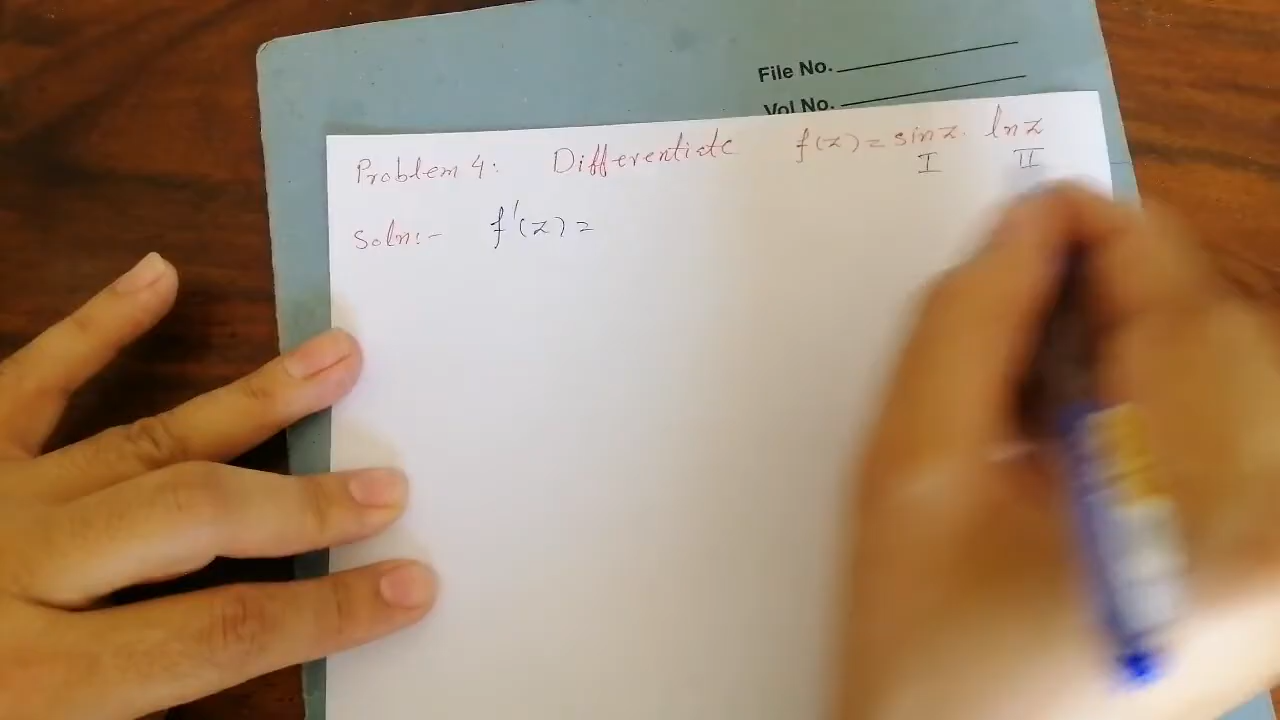 File No.
Vol No.
Problem 4: Differentiate f(z) = sin z. ln z
I II
Soln:- f'(z) =